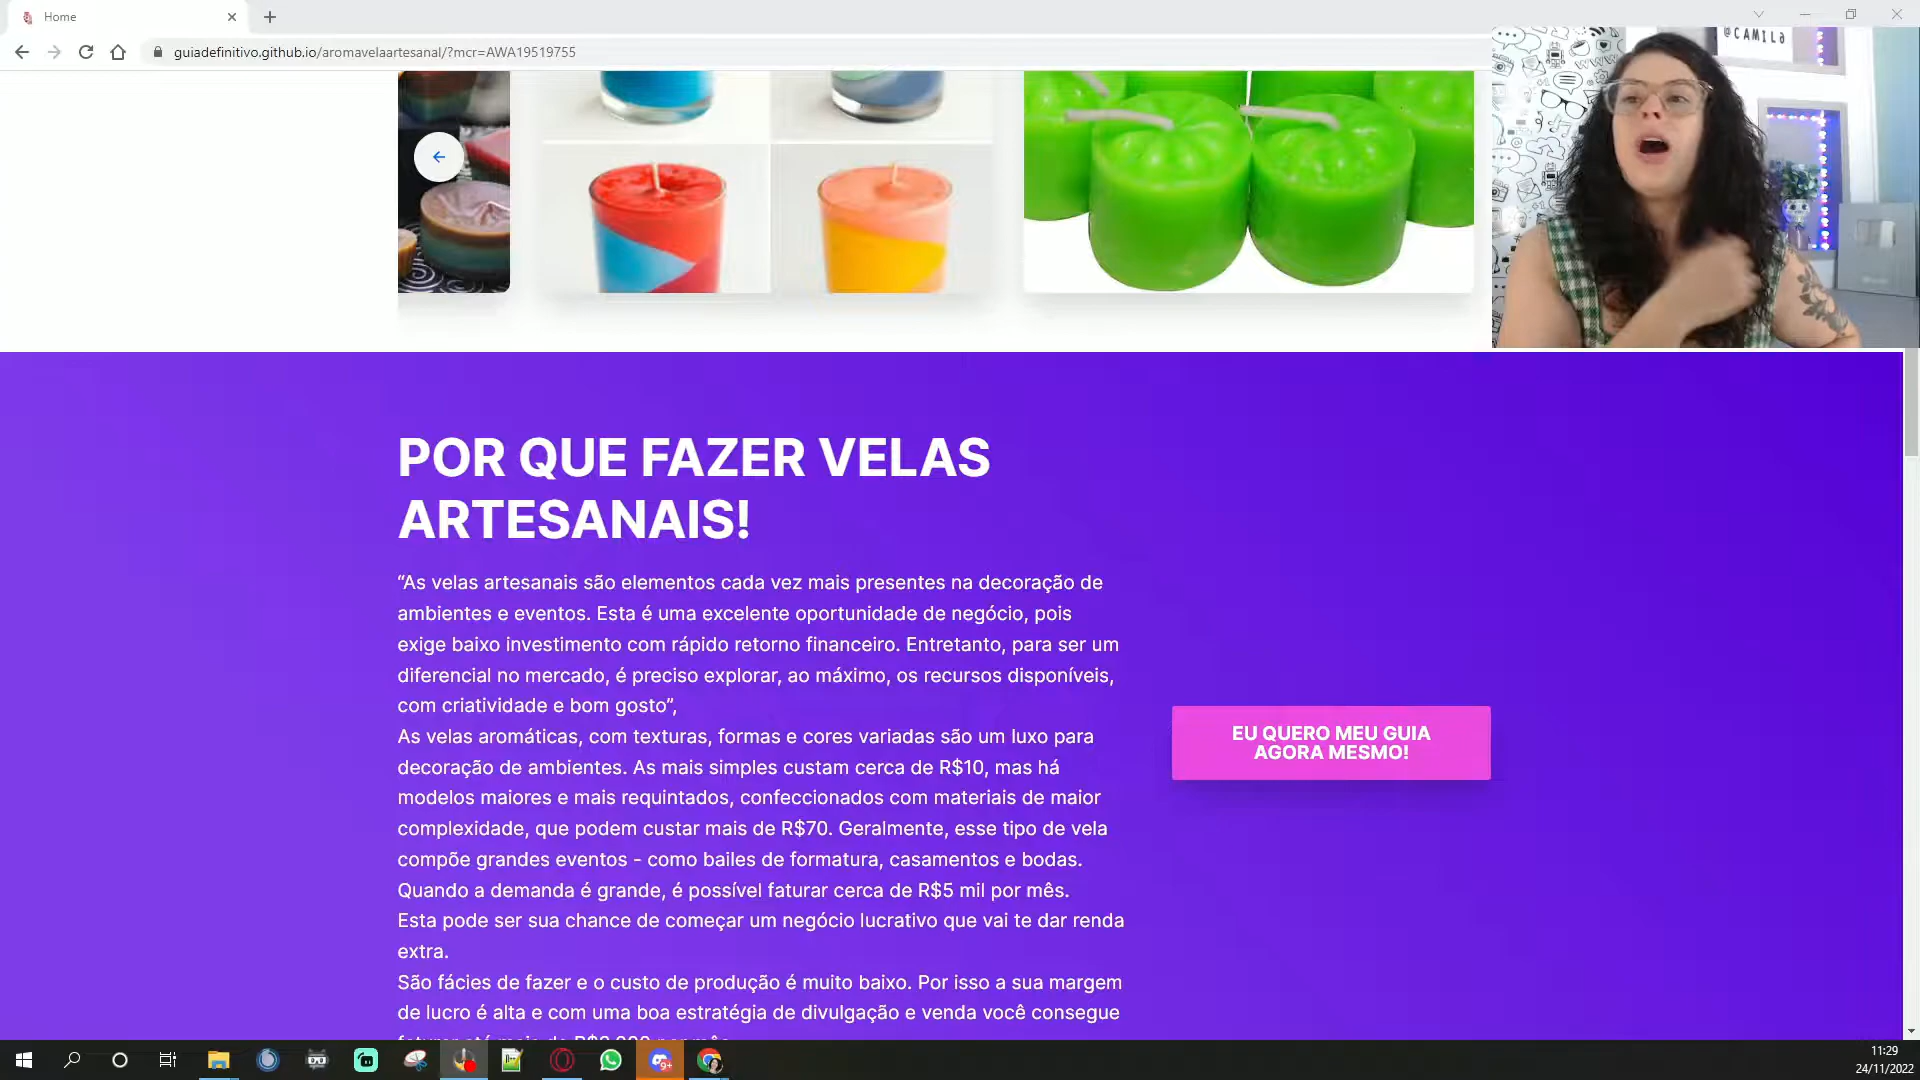 Home
guiadefinitivo.github.io/aromavelaartesanal/?mcr=AWA19519755
@CAMILA
POR QUE FAZER VELAS
ARTESANAIS!
“As velas artesanais são elementos cada vez mais presentes na decoração de
ambientes e eventos. Esta é uma excelente oportunidade de negócio, pois
exige baixo investimento com rápido retorno financeiro. Entretanto, para ser um
diferencial no mercado, é preciso explorar, ao máximo, os recursos disponíveis,
com criatividade e bom gosto”,
As velas aromáticas, com texturas, formas e cores variadas são um luxo para
decoração de ambientes. As mais simples custam cerca de R$10, mas há
modelos maiores e mais requintados, confeccionados com materiais de maior
complexidade, que podem custar mais de R$70. Geralmente, esse tipo de vela
compõe grandes eventos - como bailes de formatura, casamentos e bodas.
Quando a demanda é grande, é possível faturar cerca de R$5 mil por mês.
Esta pode ser sua chance de começar um negócio lucrativo que vai te dar renda
extra.
São fácies de fazer e o custo de produção é muito baixo. Por isso a sua margem
de lucro é alta e com uma boa estratégia de divulgação e venda você consegue
EU QUERO MEU GUIA
AGORA MESMO!
9+
11:29
24/11/2022